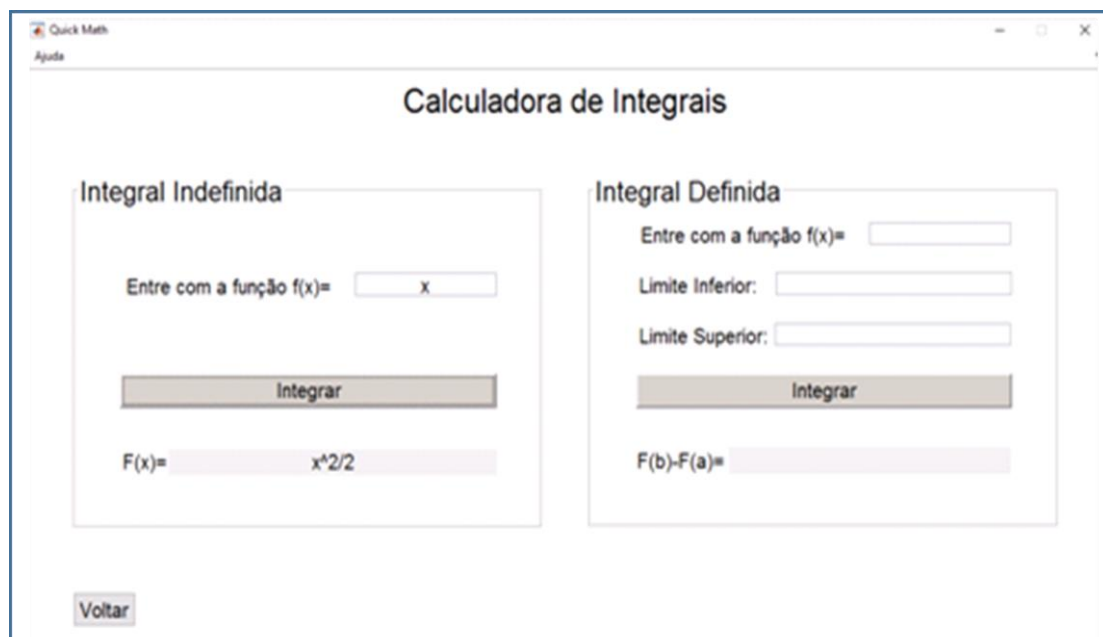 Quick Math
Ajuda
Calculadora de Integrais
Integral Indefinida
Entre com a função f(x)= x
Integrar
F(x)= x^2/2
Integral Definida
Entre com a função f(x)=
Limite Inferior:
Limite Superior:
Integrar
F(b)-F(a)=
Voltar